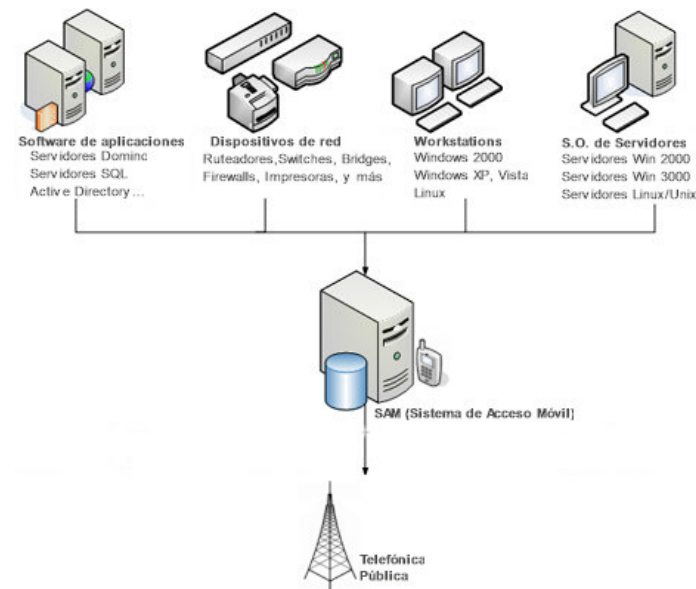 Software de aplicaciones
Servidores Domino
Servidores SQL
Active Directory...
Dispositivos de red
Ruteadores,Switches, Bridges,
Firewalls, Impresoras, y más
Workstations
Windows 2000
Windows XP, Vista
Linux
S.O. de Servidores
Servidores Win 2000
Servidores Win 3000
Servidores Linux/Unix
SAM (Sistema de Acceso Móvil)
Telefónica
Pública